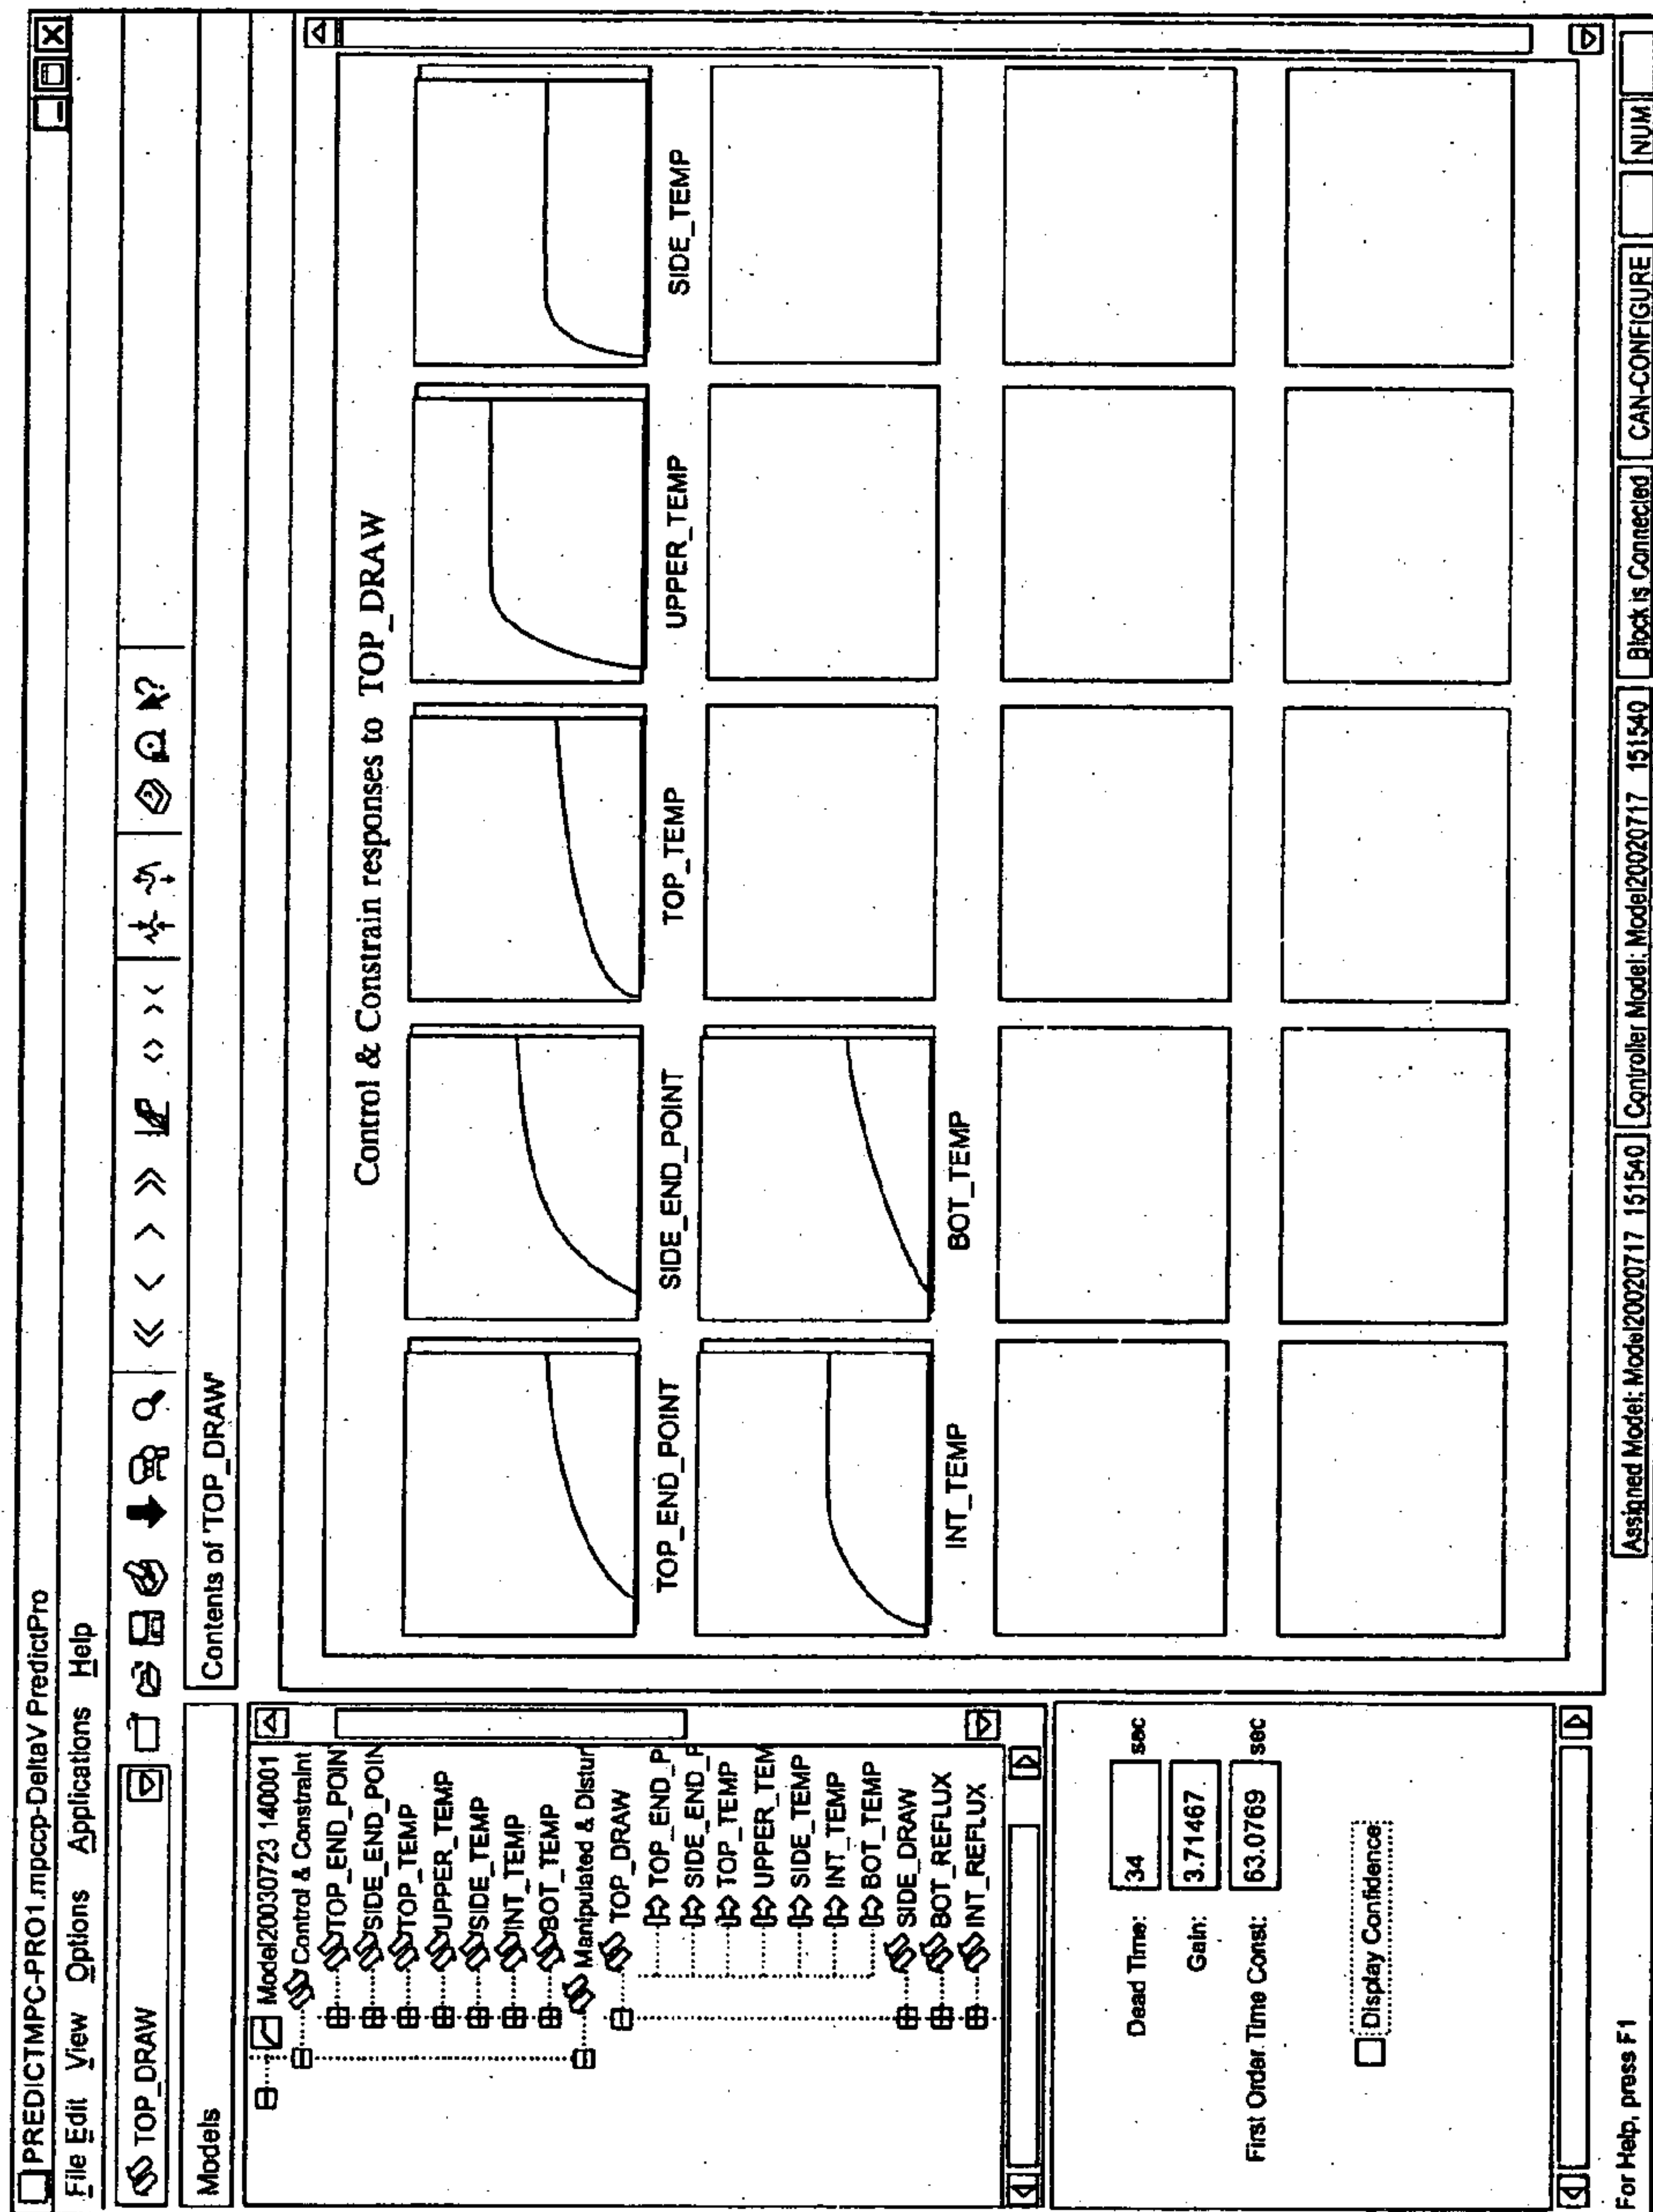 PREDICTMPC-PRO1.mpccp-DeltaV PredictPro
File Edit View Options Applications Help
TOP_DRAW
Models
Contents of 'TOP_DRAW'
Model20030723 140001
Control & Constraint
TOP_END_POIN
SIDE_END_POIN
TOP_TEMP
UPPER_TEMP
SIDE_TEMP
INT_TEMP
BOT_TEMP
Manipulated & Distur
TOP_DRAW
TOP_END_P
SIDE_END_P
TOP_TEMP
UPPER_TEM
SIDE_TEMP
INT_TEMP
BOT_TEMP
SIDE_DRAW
BOT_REFLUX
INT_REFLUX
Dead Time: 34 sec
Gain: 3.71467
First Order Time Const: 63.0769 sec
Display Confidence
Control & Constrain responses to TOP_DRAW
TOP_END_POINT
SIDE_END_POINT
TOP_TEMP
UPPER_TEMP
SIDE_TEMP
INT_TEMP
BOT_TEMP
For Help, press F1
Assigned Model: Model20020717 151540
Controller Model: Model20020717 151540
Block is Connected
CAN-CONFIGURE
NUM